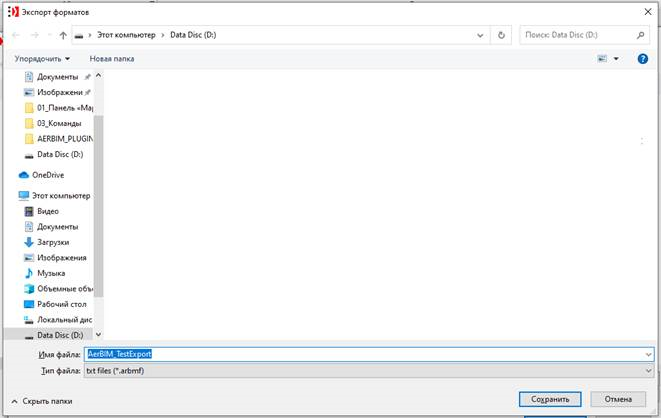 Экспорт форматов
Этот компьютер > Data Disc (D:)
Поиск: Data Disc (D:)
Упорядочить
Новая папка
Документы
Изображени
01_Панель «Мар
03_Команды
AERBIM_PLUGIN
Data Disc (D:)
OneDrive
Этот компьютер
Видео
Документы
Загрузки
Изображения
Музыка
Объемные объе
Рабочий стол
Локальный дис
Data Disc (D:)
Имя файла: AerBIM_TestExport
Тип файла: txt files (*.arbmf)
Скрыть папки
Сохранить
Отмена